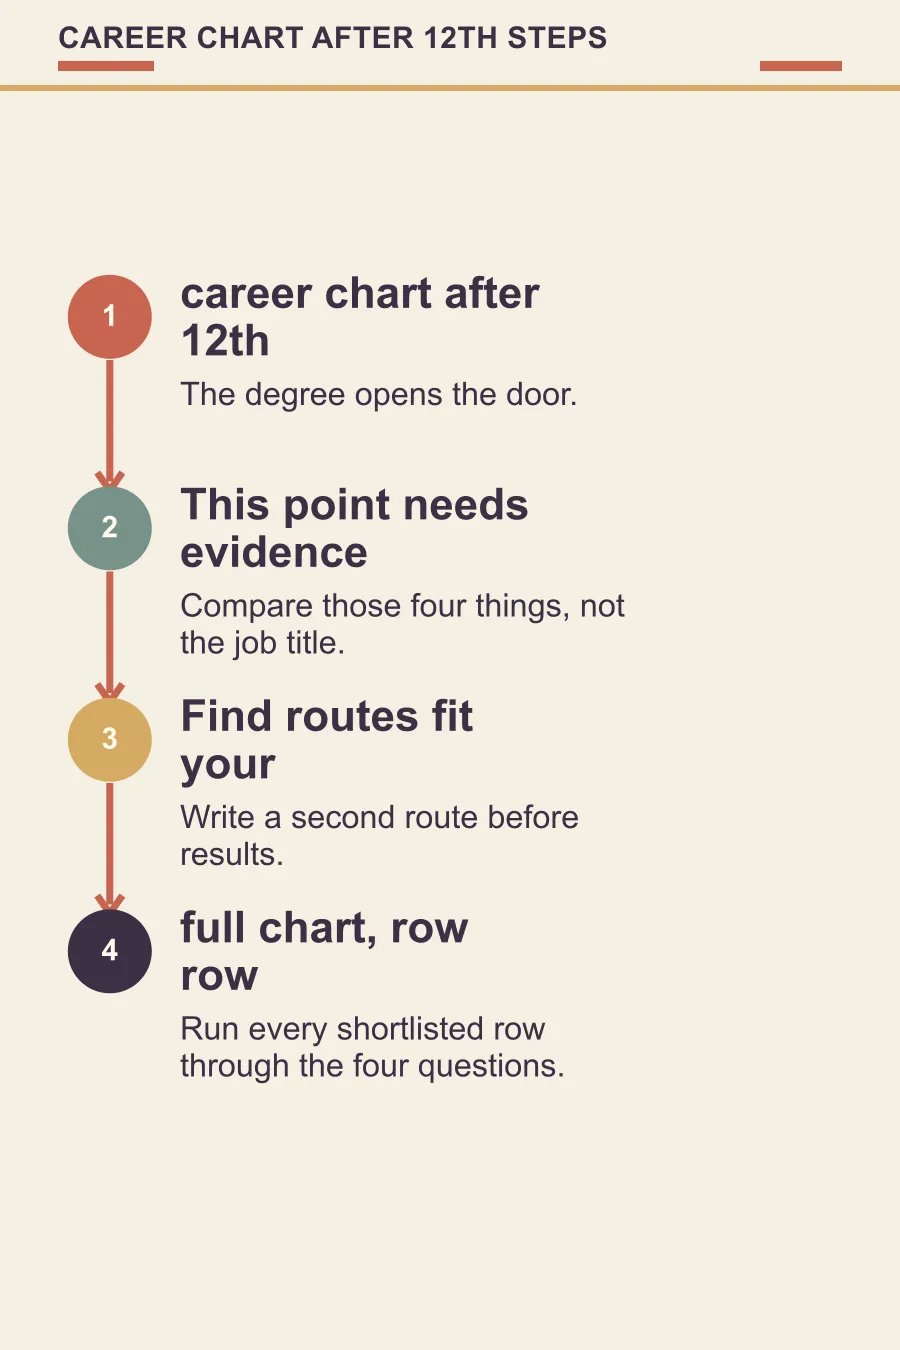 CAREER CHART AFTER 12TH STEPS
1
career chart after
12th
The degree opens the door.
2
This point needs
evidence
Compare those four things, not
the job title.
3
Find routes fit
your
Write a second route before
results.
4
full chart, row
row
Run every shortlisted row
through the four questions.